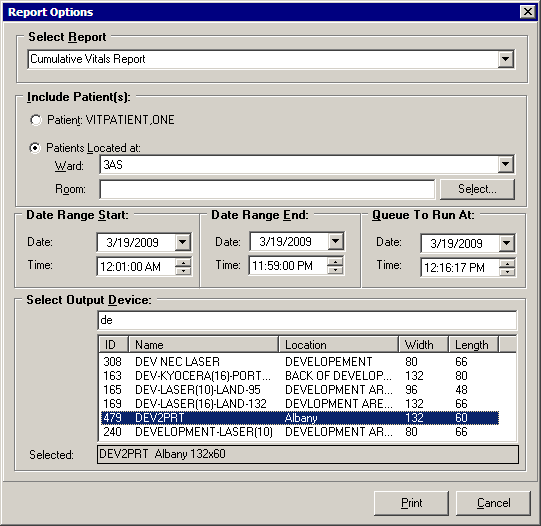 Report Options
Select Report
Cumulative Vitals Report
Include Patient(s):
Patient: VITPATIENT,ONE
Patients Located at:
Ward: 3AS
Room: Select...
Date Range Start: Date Range End: Queue To Run At:
Date: 3/19/2009 Date: 3/19/2009 Date: 3/19/2009
Time: 12:01:00 AM Time: 11:59:00 PM Time: 12:16:17 PM
Select Output Device:
de
ID Name Location Width Length
308 DEV NEC LASER DEVELOPEMENT 80 66
163 DEV-KYOCERA(16)-PORT... BACK OF DEVELOP... 132 80
165 DEV-LASER(10)-LAND-95 DEVELOPMENT ARE... 96 48
169 DEV-LASER(16)-LAND-132 DEVELOPMENT ARE... 132 66
479 DEV2PRT Albany 132 60
240 DEVELOPMENT-LASER(10) DEVELOPMENT AR... 80 66
Selected: DEV2PRT Albany 132x60
Print Cancel